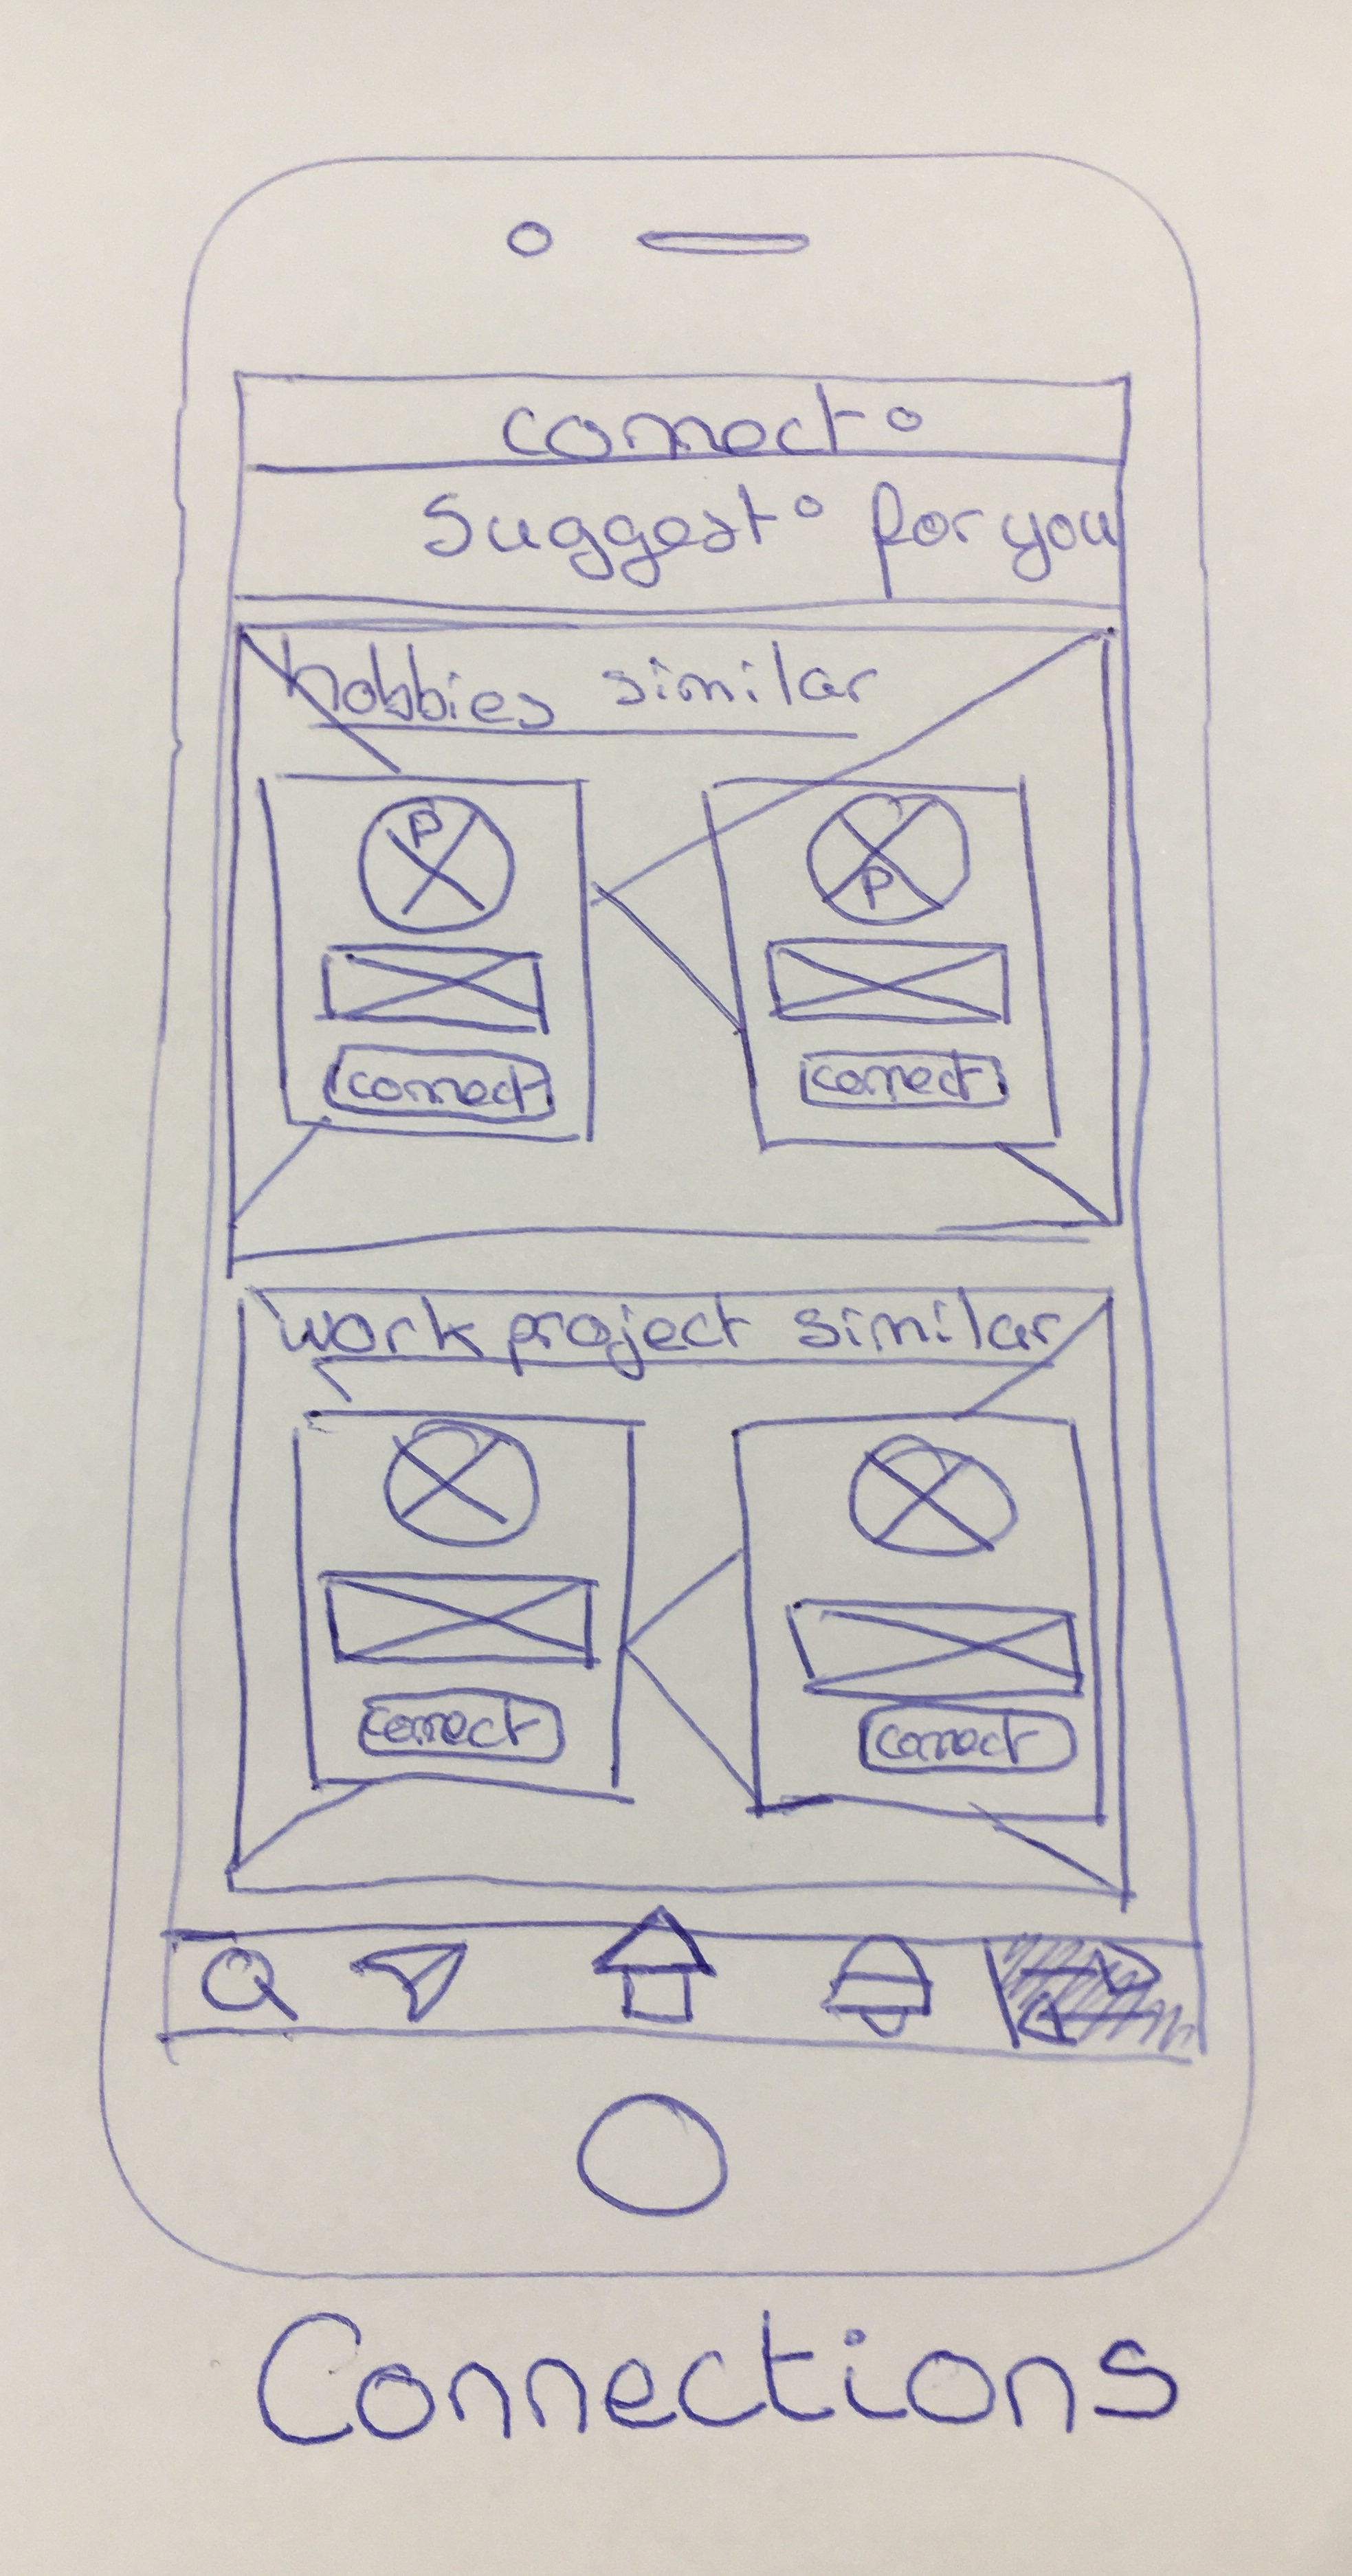 connect°
Suggest° for you
hobbies similar
P
P
connect
connect
work project similar
connect
connect
Connections